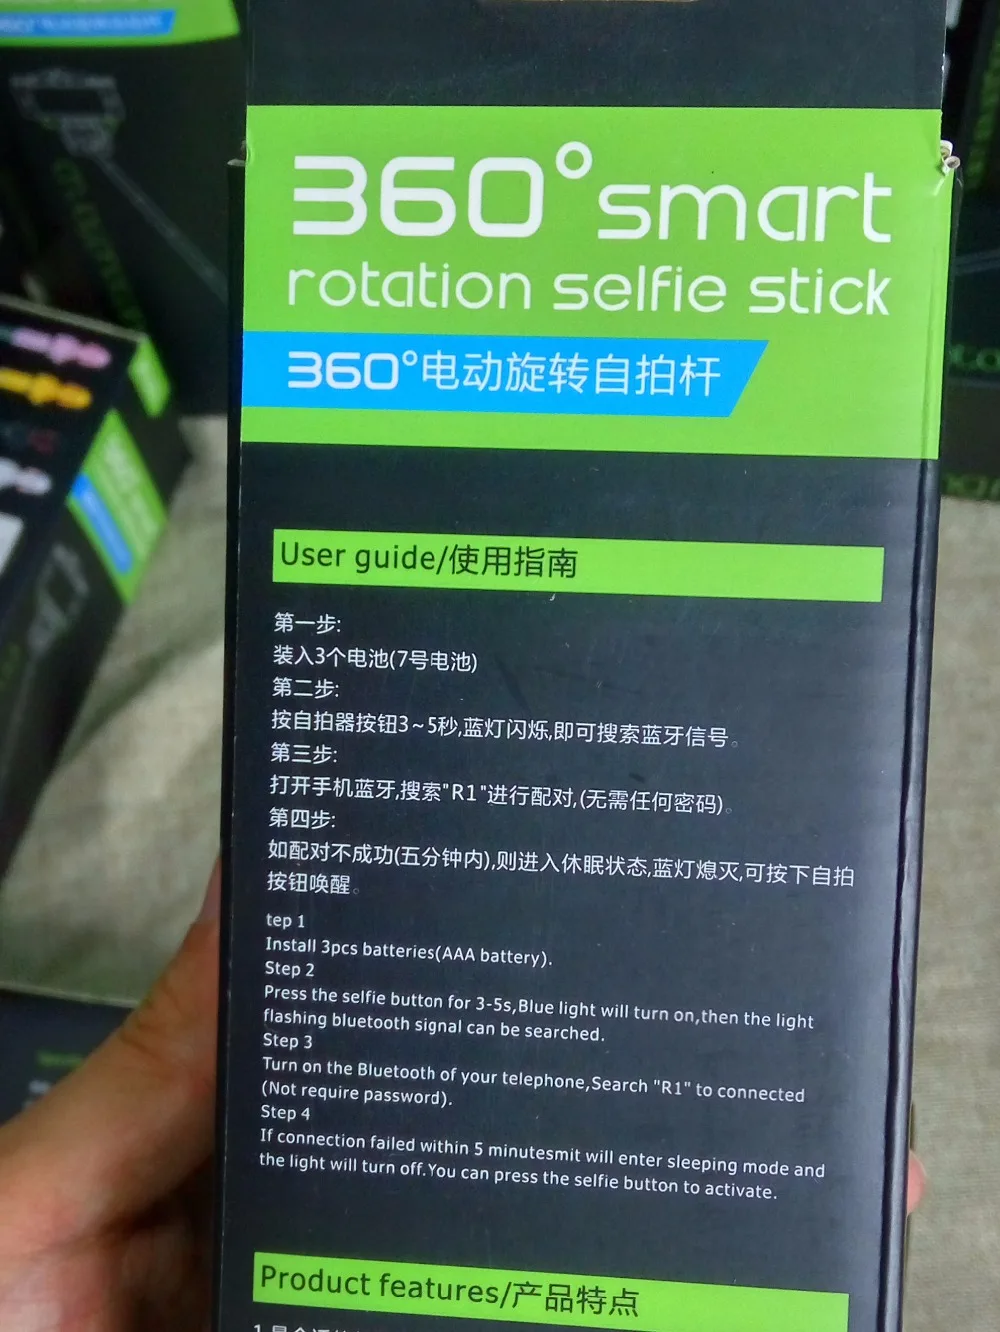 360°smart
rotation selfie stick
360°电动旋转自拍杆
User guide/使用指南
第一步:
装入3个电池(7号电池)
第二步:
按自拍器按钮3~5秒,蓝灯闪烁,即可搜索蓝牙信号。
第三步:
打开手机蓝牙,搜索"R1"进行配对,(无需任何密码)。
第四步:
如配对不成功(五分钟内),则进入休眠状态,蓝灯熄灭,可按下自拍
按钮唤醒。
tep 1
Install 3pcs batteries(AAA battery).
Step 2
Press the selfie button for 3-5s,Blue light will turn on,then the light
flashing bluetooth signal can be searched.
Step 3
Turn on the Bluetooth of your telephone,Search "R1" to connected
(Not require password).
Step 4
If connection failed within 5 minutesmit will enter sleeping mode and
the light will turn off.You can press the selfie button to activate.
Product features/产品特点